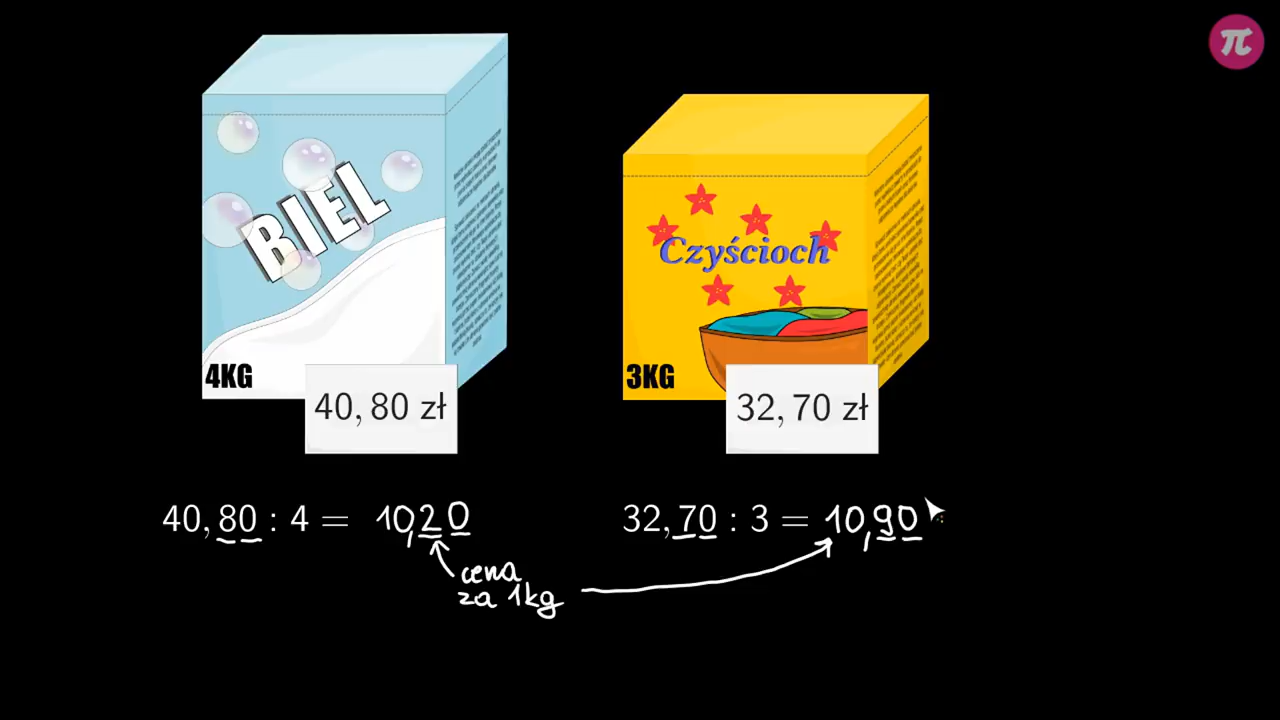 π
BIEL
Czyścioch
4KG
3KG
40,80 zł
32,70 zł
40,80 : 4 = 10,20
32,70 : 3 = 10,90
cena
za 1kg